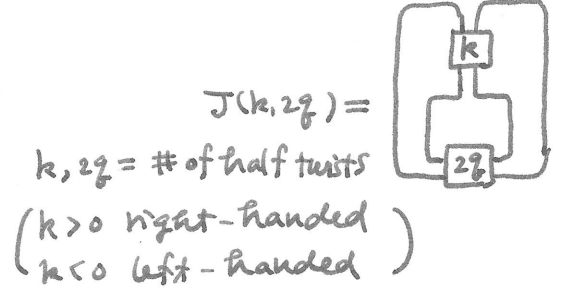 k
J(k,2q) =
2q
k, 2q = # of half twists
(k>0 right-handed
k<0 left-handed)